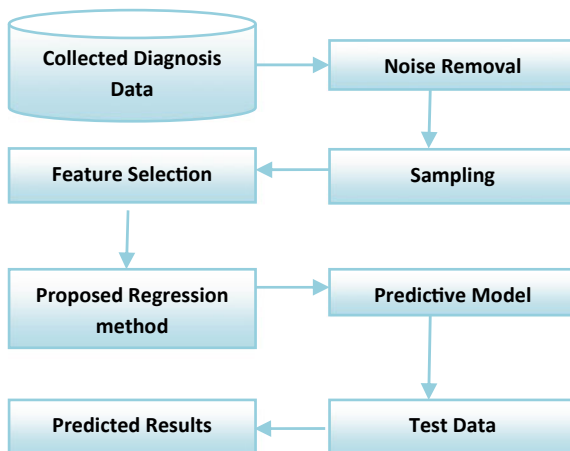 Collected Diagnosis
Data
Noise Removal
Feature Selection
Sampling
Proposed Regression
method
Predictive Model
Predicted Results
Test Data